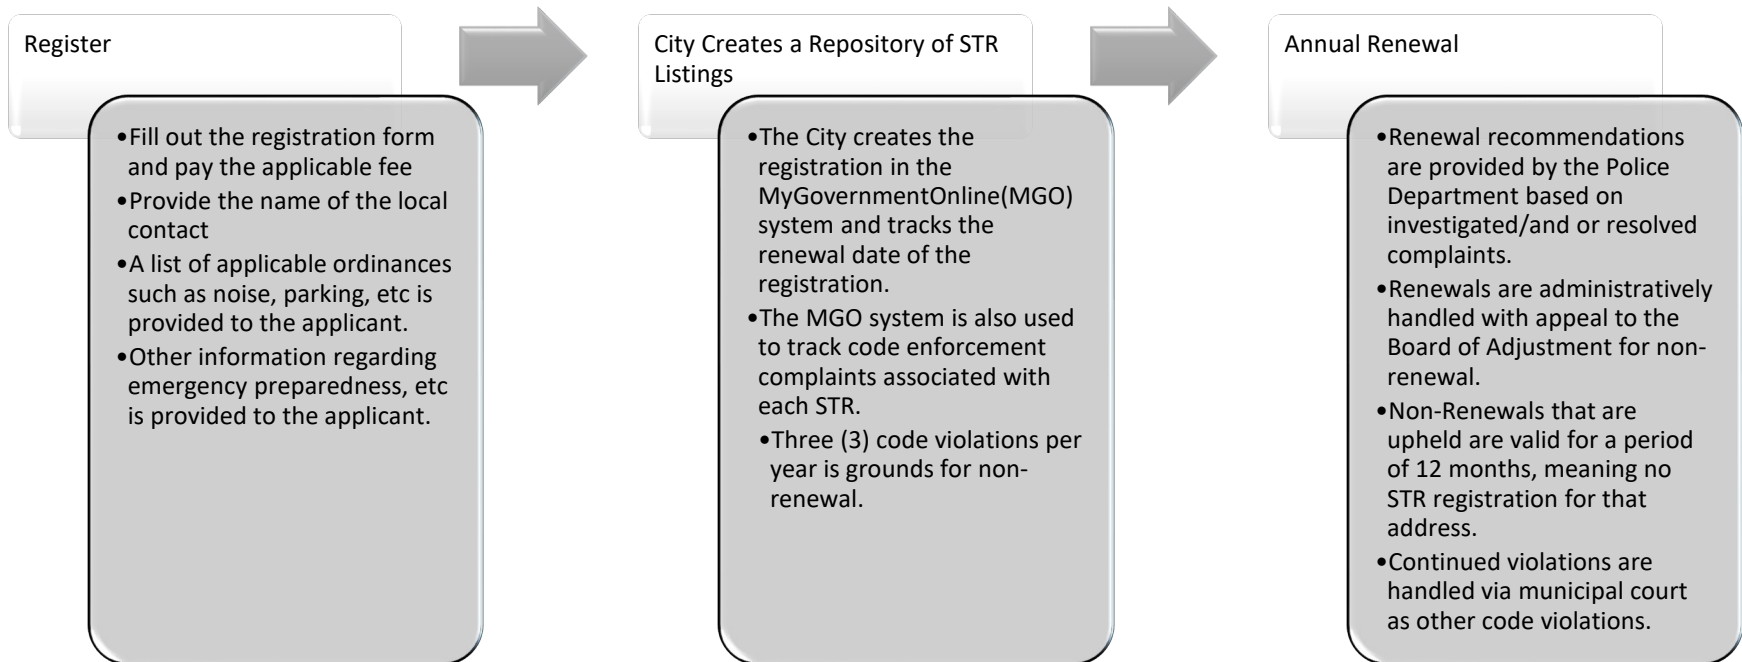 Register
•Fill out the registration form
and pay the applicable fee
•Provide the name of the local
contact
•A list of applicable ordinances
such as noise, parking, etc is
provided to the applicant.
•Other information regarding
emergency preparedness, etc
is provided to the applicant.
City Creates a Repository of STR
Listings
•The City creates the
registration in the
MyGovernmentOnline(MGO)
system and tracks the
renewal date of the
registration.
•The MGO system is also used
to track code enforcement
complaints associated with
each STR.
•Three (3) code violations per
year is grounds for non-
renewal.
Annual Renewal
•Renewal recommendations
are provided by the Police
Department based on
investigated/and or resolved
complaints.
•Renewals are administratively
handled with appeal to the
Board of Adjustment for non-
renewal.
•Non-Renewals that are
upheld are valid for a period
of 12 months, meaning no
STR registration for that
address.
•Continued violations are
handled via municipal court
as other code violations.